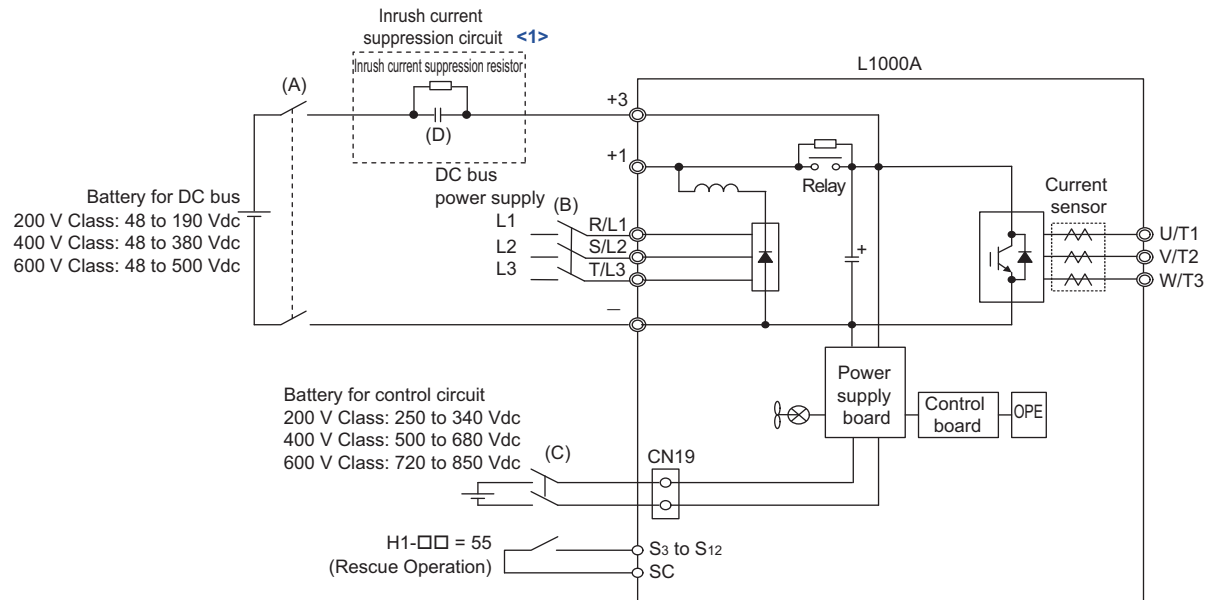 Inrush current
suppression circuit <1>
Inrush current suppression resistor
L1000A
(A)
(D)
+3
+1
DC bus
power supply
(B)
L1
L2
L3
R/L1
S/L2
T/L3
Relay
+
Current
sensor
U/T1
V/T2
W/T3
Battery for DC bus
200 V Class: 48 to 190 Vdc
400 V Class: 48 to 380 Vdc
600 V Class: 48 to 500 Vdc
–
Battery for control circuit
200 V Class: 250 to 340 Vdc
400 V Class: 500 to 680 Vdc
600 V Class: 720 to 850 Vdc
(C)
CN19
Power
supply
board
Control
board
OPE
H1-□□ = 55
(Rescue Operation)
S3 to S12
SC